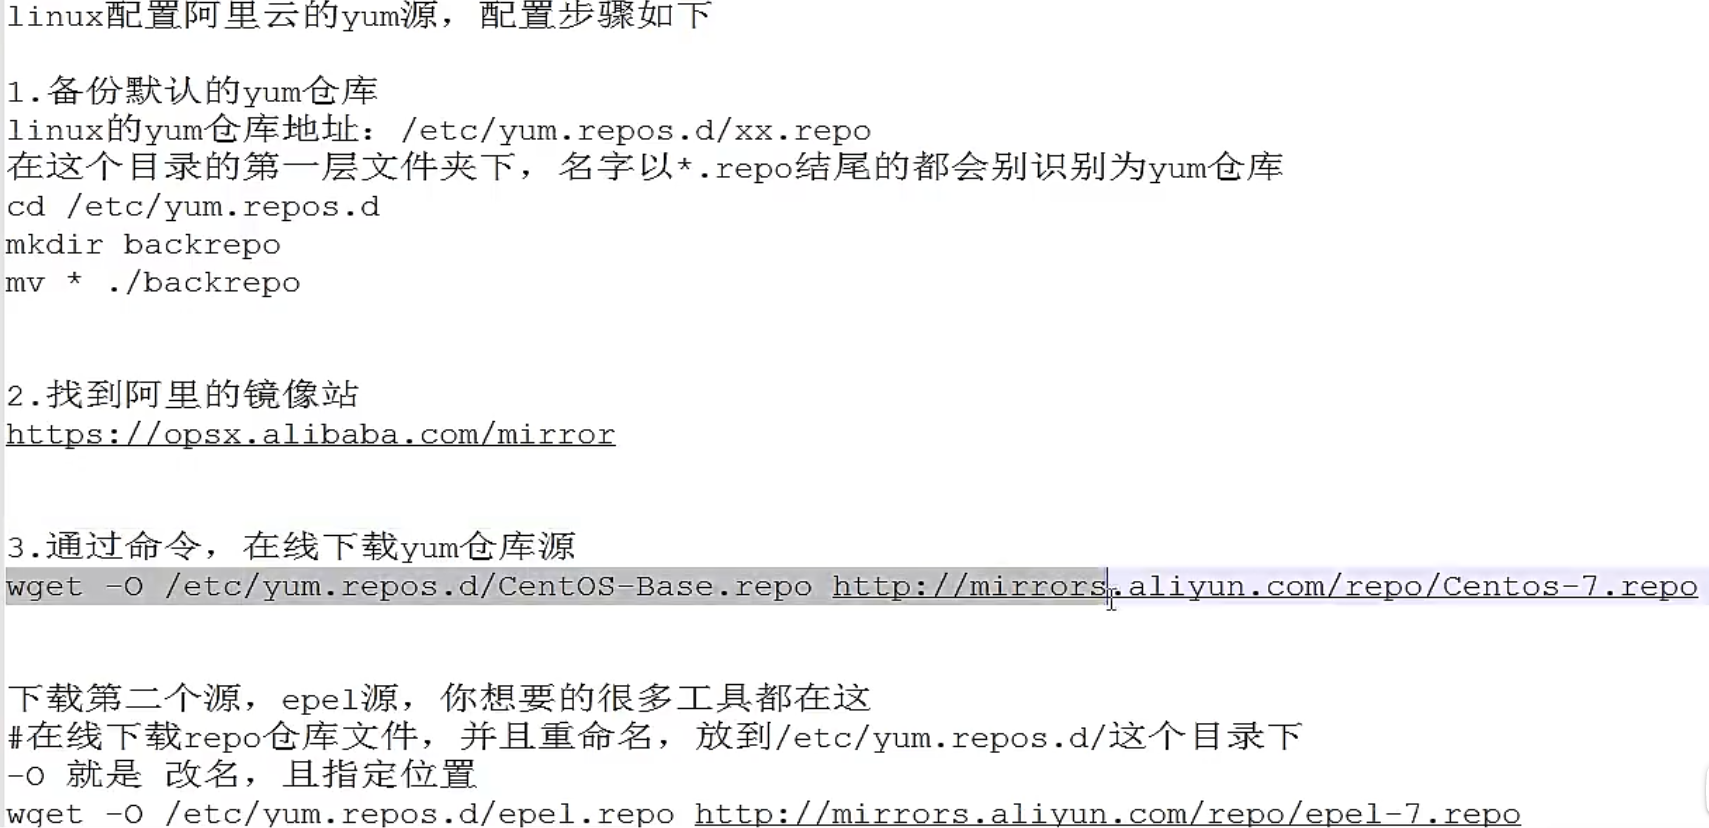 linux配置阿里云的yum源，配置步骤如下
1.备份默认的yum仓库
linux的yum仓库地址：/etc/yum.repos.d/xx.repo
在这个目录的第一层文件夹下，名字以*.repo结尾的都会别识别为yum仓库
cd /etc/yum.repos.d
mkdir backrepo
mv * ./backrepo
2.找到阿里的镜像站
https://opsx.alibaba.com/mirror
3.通过命令，在线下载yum仓库源
wget -O /etc/yum.repos.d/CentOS-Base.repo http://mirrors.aliyun.com/repo/Centos-7.repo
下载第二个源，epel源，你想要的很多工具都在这
#在线下载repo仓库文件，并且重命名，放到/etc/yum.repos.d/这个目录下
-O 就是 改名，且指定位置
wget -O /etc/yum.repos.d/epel.repo http://mirrors.aliyun.com/repo/epel-7.repo